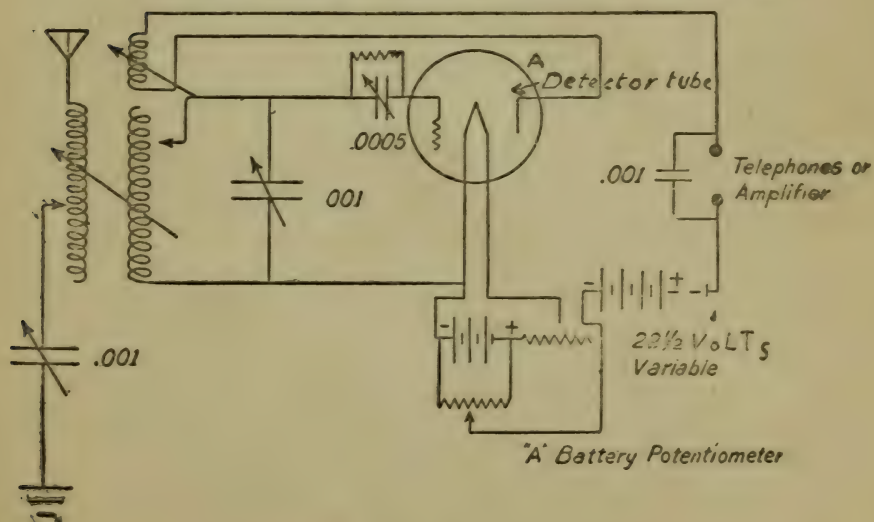 A
Detector tube
.0005
.001
001
Telephones or
Amplifier
.001
- +
- +
22½ VoLTs
Variable
"A" Battery Potentiometer